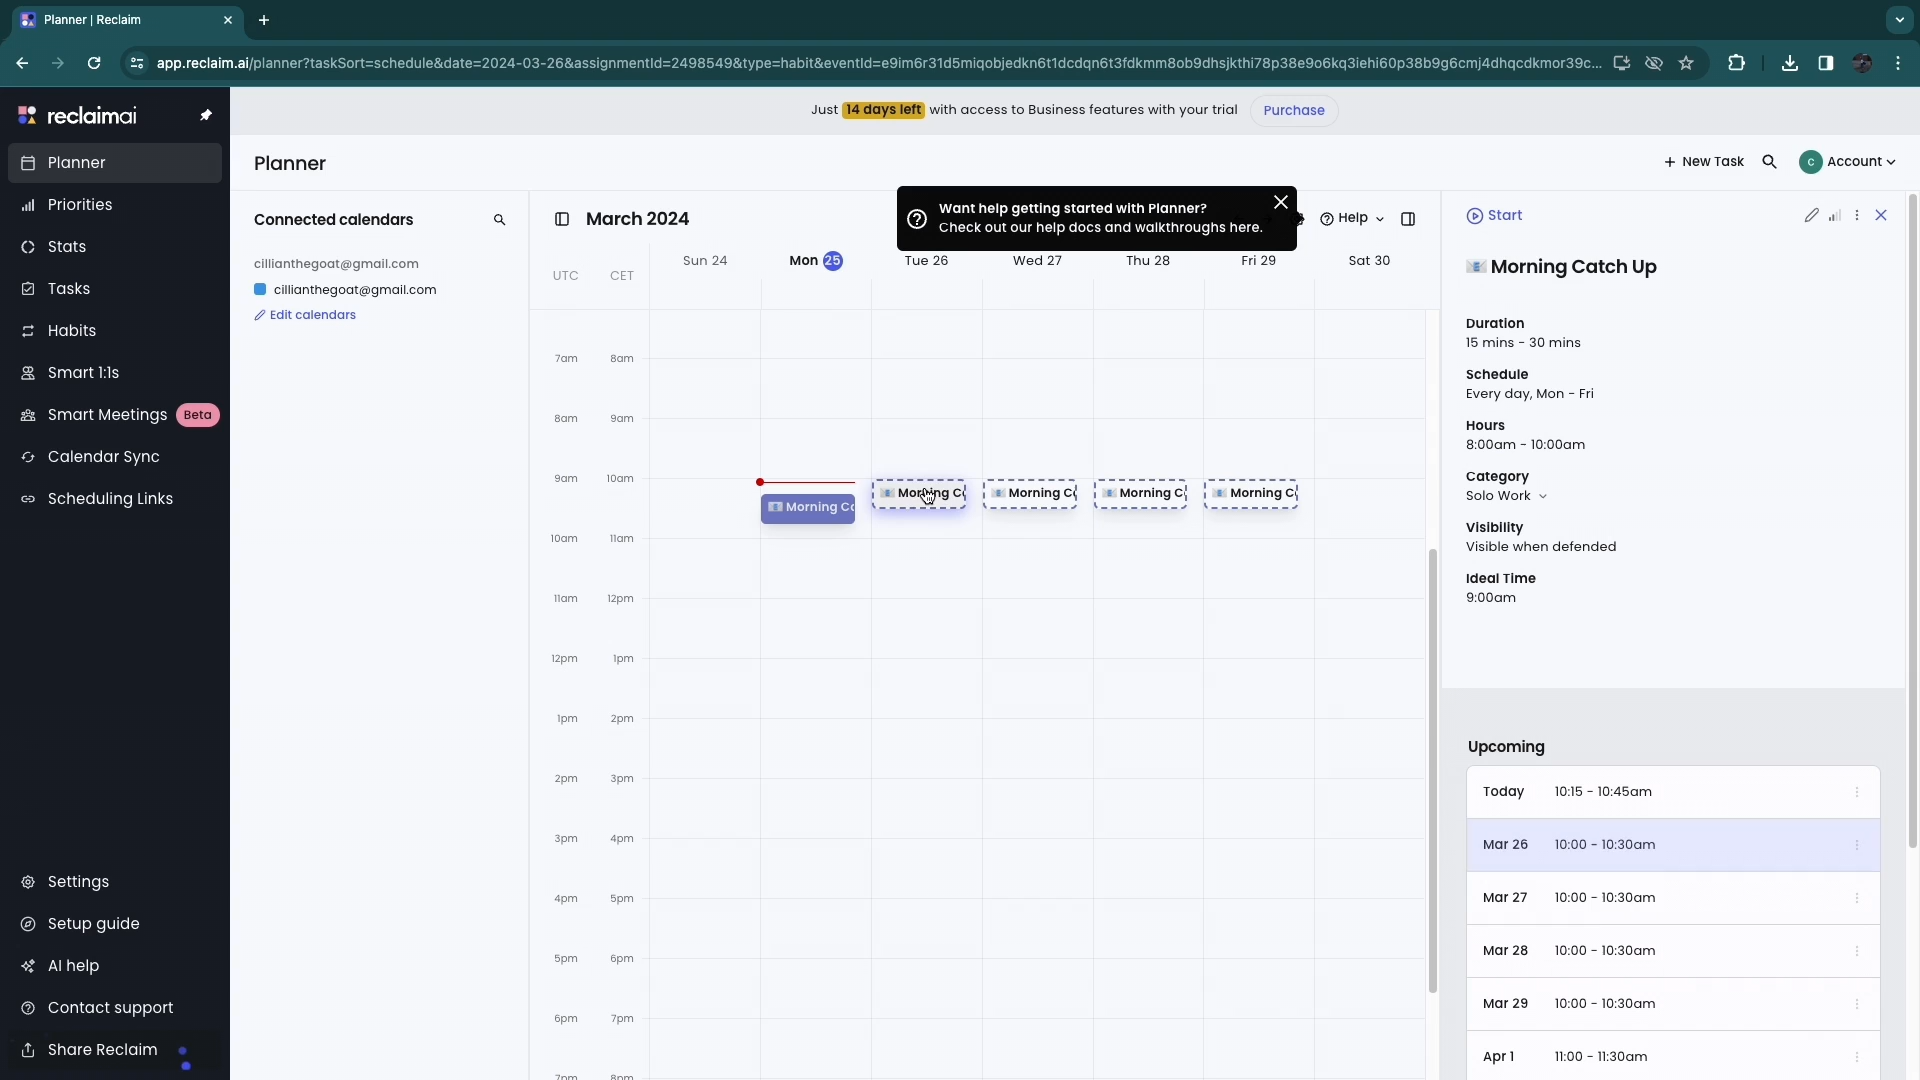 Planner | Reclaim
app.reclaim.ai/planner?taskSort=schedule&date=2024-03-26&assignmentId=2498549&type=habit&eventId=e9im6r31d5miqobjedkn6t1dcdqn6t3fdkmm8ob9dhsjkthi78p38e9o6kq3iehi60p38b9g6cmj4dhqcdkmor39c...
reclaimai
Just 14 days left with access to Business features with your trial Purchase
Planner
Priorities
Stats
Tasks
Habits
Smart 1:1s
Smart Meetings Beta
Calendar Sync
Scheduling Links
Settings
Setup guide
AI help
Contact support
Share Reclaim
Planner
+ New Task
C Account
Connected calendars
cillianthegoat@gmail.com
cillianthegoat@gmail.com
Edit calendars
March 2024
Want help getting started with Planner?
Check out our help docs and walkthroughs here.
Help
UTC CET
Sun 24 Mon 25 Tue 26 Wed 27 Thu 28 Fri 29 Sat 30
7am 8am
8am 9am
9am 10am
Morning Ca Morning Ca Morning Ca Morning Ca Morning Ca
10am 11am
11am 12pm
12pm 1pm
1pm 2pm
2pm 3pm
3pm 4pm
4pm 5pm
5pm 6pm
6pm 7pm
7pm 8pm
Start
Morning Catch Up
Duration
15 mins - 30 mins
Schedule
Every day, Mon - Fri
Hours
8:00am - 10:00am
Category
Solo Work
Visibility
Visible when defended
Ideal Time
9:00am
Upcoming
Today 10:15 - 10:45am
Mar 26 10:00 - 10:30am
Mar 27 10:00 - 10:30am
Mar 28 10:00 - 10:30am
Mar 29 10:00 - 10:30am
Apr 1 11:00 - 11:30am